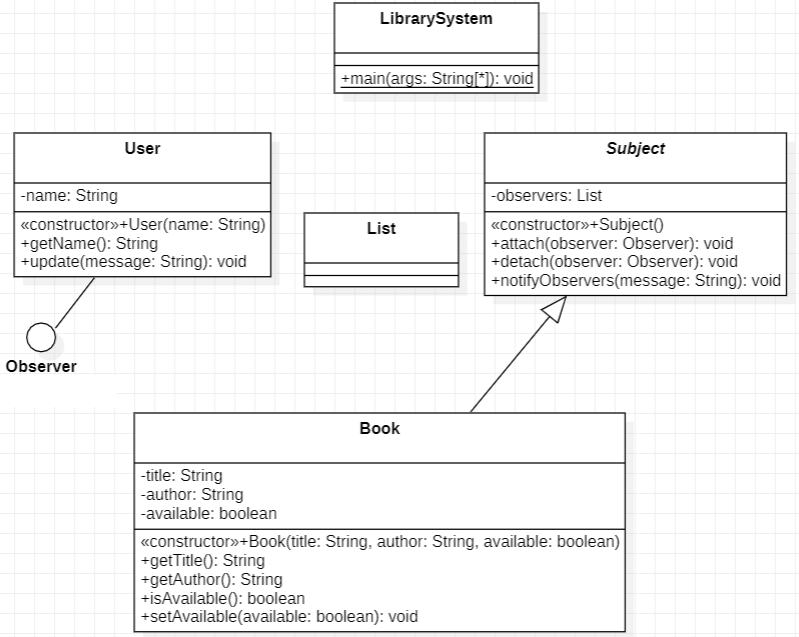 LibrarySystem
+main(args: String[*]): void
User
-name: String
«constructor»+User(name: String)
+getName(): String
+update(message: String): void
Observer
List
Subject
-observers: List
«constructor»+Subject()
+attach(observer: Observer): void
+detach(observer: Observer): void
+notifyObservers(message: String): void
Book
-title: String
-author: String
-available: boolean
«constructor»+Book(title: String, author: String, available: boolean)
+getTitle(): String
+getAuthor(): String
+isAvailable(): boolean
+setAvailable(available: boolean): void